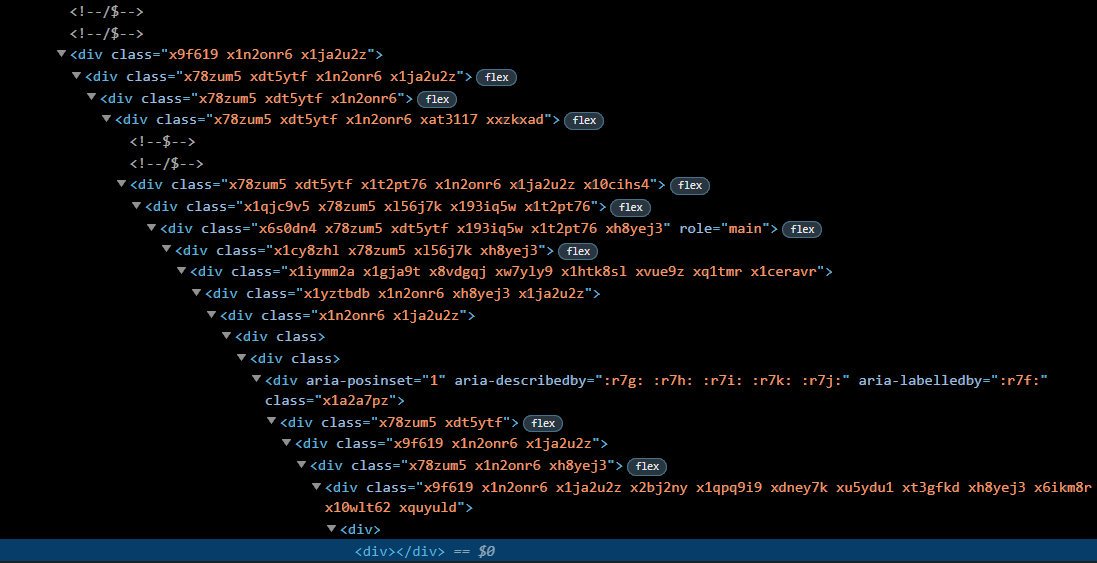 <!--/$-->
<!--/$-->
<div class="x9f619 x1n2onr6 x1ja2u2z">
<div class="x78zum5 xdt5ytf x1n2onr6 x1ja2u2z"> flex
<div class="x78zum5 xdt5ytf x1n2onr6"> flex
<div class="x78zum5 xdt5ytf x1n2onr6 xat3117 xxzkxad"> flex
<!--$-->
<!--/$-->
<div class="x78zum5 xdt5ytf x1t2pt76 x1n2onr6 x1ja2u2z x10cihs4"> flex
<div class="x1qjc9v5 x78zum5 xl56j7k x193iq5w x1t2pt76"> flex
<div class="x6s0dn4 x78zum5 xdt5ytf x193iq5w x1t2pt76 xh8yej3" role="main"> flex
<div class="x1cy8zhl x78zum5 xl56j7k xh8yej3"> flex
<div class="x1iymm2a x1gja9t x8vdgqj xw7yly9 x1htk8sl xvue9z xq1tmr x1ceravr">
<div class="x1yztbdb x1n2onr6 xh8yej3 x1ja2u2z">
<div class="x1n2onr6 x1ja2u2z">
<div class>
<div class>
<div aria-posinset="1" aria-describedby=":r7g: :r7h: :r7i: :r7k: :r7j:" aria-labelledby=":r7f:"
class="x1a2a7pz">
<div class="x78zum5 xdt5ytf"> flex
<div class="x9f619 x1n2onr6 x1ja2u2z">
<div class="x78zum5 x1n2onr6 xh8yej3"> flex
<div class="x9f619 x1n2onr6 x1ja2u2z x2bj2ny x1qpq9i9 xdney7k xu5ydu1 xt3gfkd xh8yej3 x6ikm8r
x10wlt62 xquyuld">
<div>
<div></div> == $0